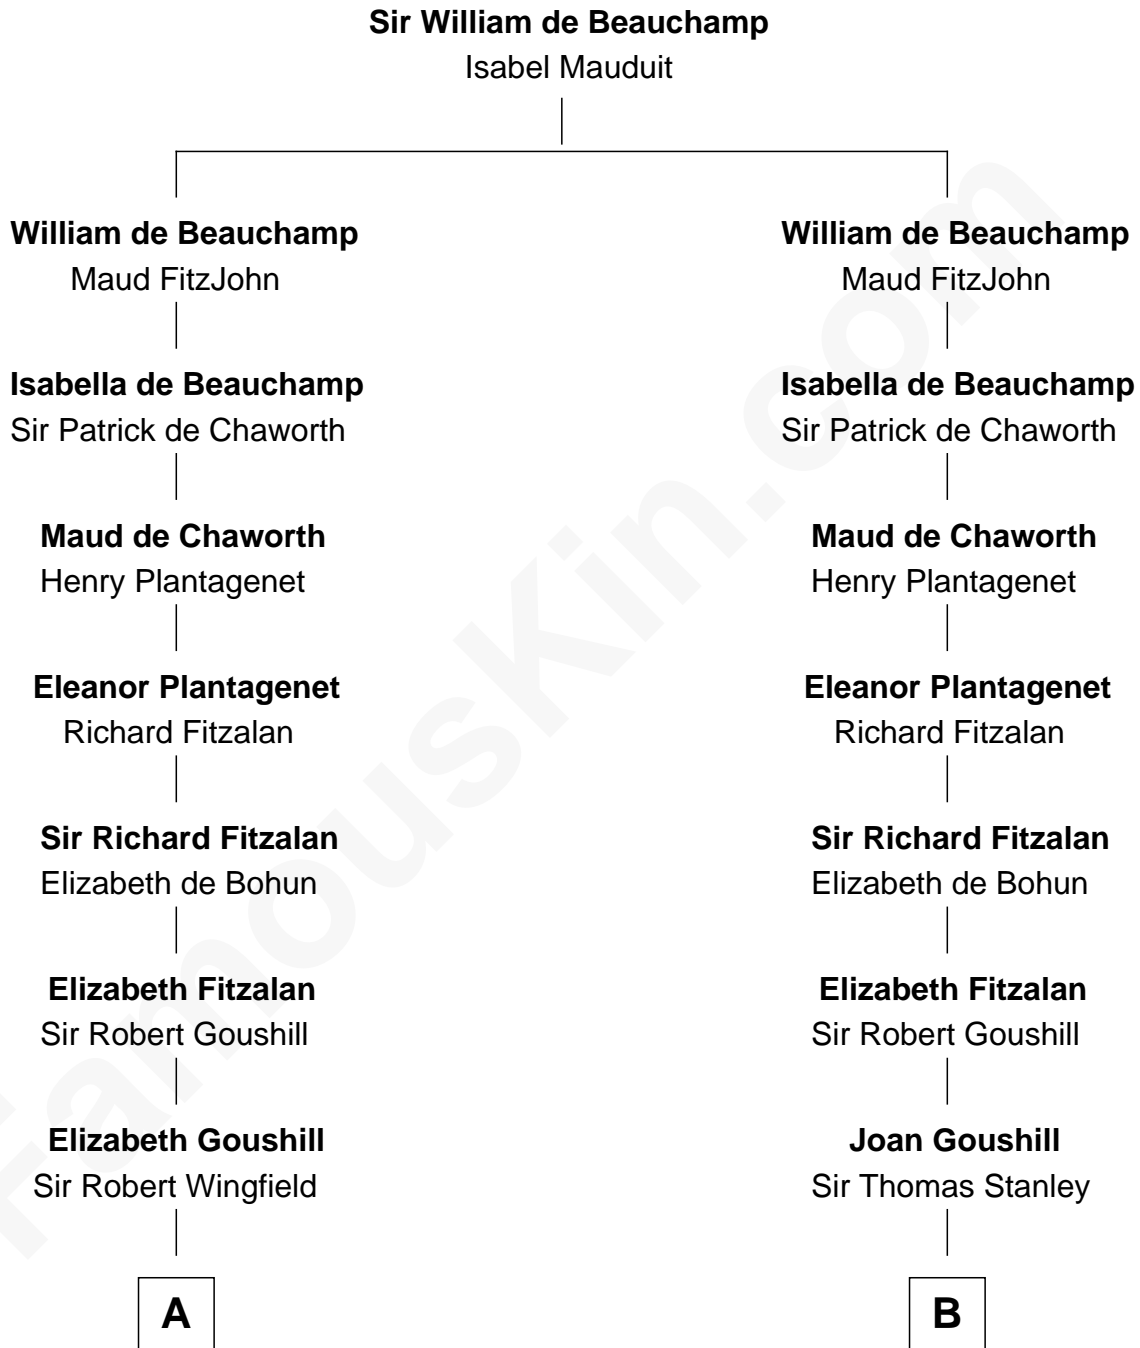 Sir William de Beauchamp
Isabel Mauduit
William de Beauchamp
Maud FitzJohn
Isabella de Beauchamp
Sir Patrick de Chaworth
Maud de Chaworth
Henry Plantagenet
Eleanor Plantagenet
Richard Fitzalan
Sir Richard Fitzalan
Elizabeth de Bohun
Elizabeth Fitzalan
Sir Robert Goushill
Elizabeth Goushill
Sir Robert Wingfield
A
William de Beauchamp
Maud FitzJohn
Isabella de Beauchamp
Sir Patrick de Chaworth
Maud de Chaworth
Henry Plantagenet
Eleanor Plantagenet
Richard Fitzalan
Sir Richard Fitzalan
Elizabeth de Bohun
Elizabeth Fitzalan
Sir Robert Goushill
Joan Goushill
Sir Thomas Stanley
B
FamousKin.com